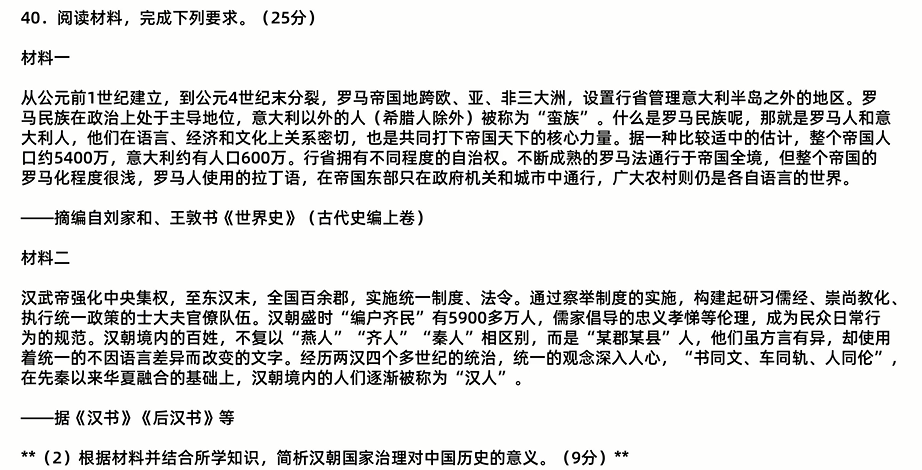 40．阅读材料，完成下列要求。（25分）
材料一
从公元前1世纪建立，到公元4世纪末分裂，罗马帝国地跨欧、亚、非三大洲，设置行省管理意大利半岛之外的地区。罗
马民族在政治上处于主导地位，意大利以外的人（希腊人除外）被称为“蛮族”。什么是罗马民族呢，那就是罗马人和意
大利人，他们在语言、经济和文化上关系密切，也是共同打下帝国天下的核心力量。据一种比较适中的估计，整个帝国人
口约5400万，意大利约有人口600万。行省拥有不同程度的自治权。不断成熟的罗马法通行于帝国全境，但整个帝国的
罗马化程度很浅，罗马人使用的拉丁语，在帝国东部只在政府机关和城市中通行，广大农村则仍是各自语言的世界。
——摘编自刘家和、王敦书《世界史》（古代史编上卷）
材料二
汉武帝强化中央集权，至东汉末，全国百余郡，实施统一制度、法令。通过察举制度的实施，构建起研习儒经、崇尚教化、
执行统一政策的士大夫官僚队伍。汉朝盛时“编户齐民”有5900多万人，儒家倡导的忠义孝悌等伦理，成为民众日常行
为的规范。汉朝境内的百姓，不复以“燕人”“齐人”“秦人”相区别，而是“某郡某县”人，他们虽方言有异，却使用
着统一的不因语言差异而改变的文字。经历两汉四个多世纪的统治，统一的观念深入人心，“书同文、车同轨、人同伦”，
在先秦以来华夏融合的基础上，汉朝境内的人们逐渐被称为“汉人”。
——据《汉书》《后汉书》等
**（2）根据材料并结合所学知识，简析汉朝国家治理对中国历史的意义。（9分）**